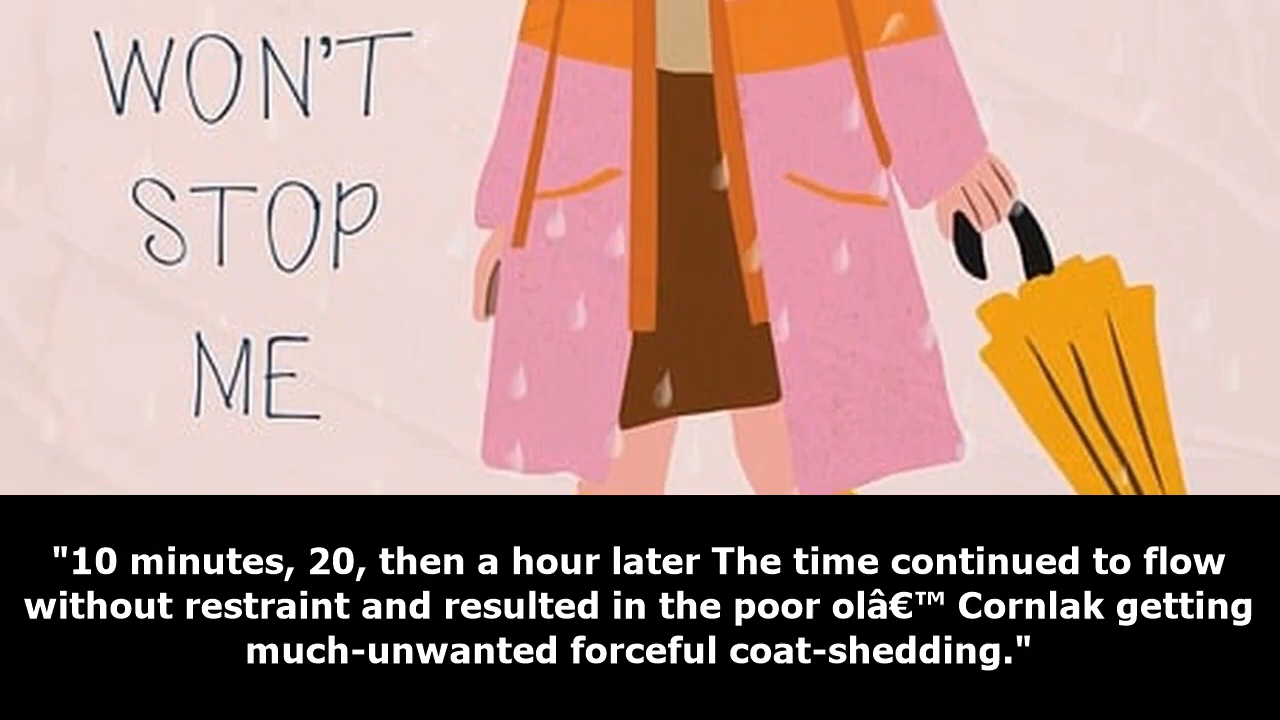 WON'T
STOP
ME
"10 minutes, 20, then a hour later The time continued to flow
without restraint and resulted in the poor olâ€™ Cornlak getting
much-unwanted forceful coat-shedding."